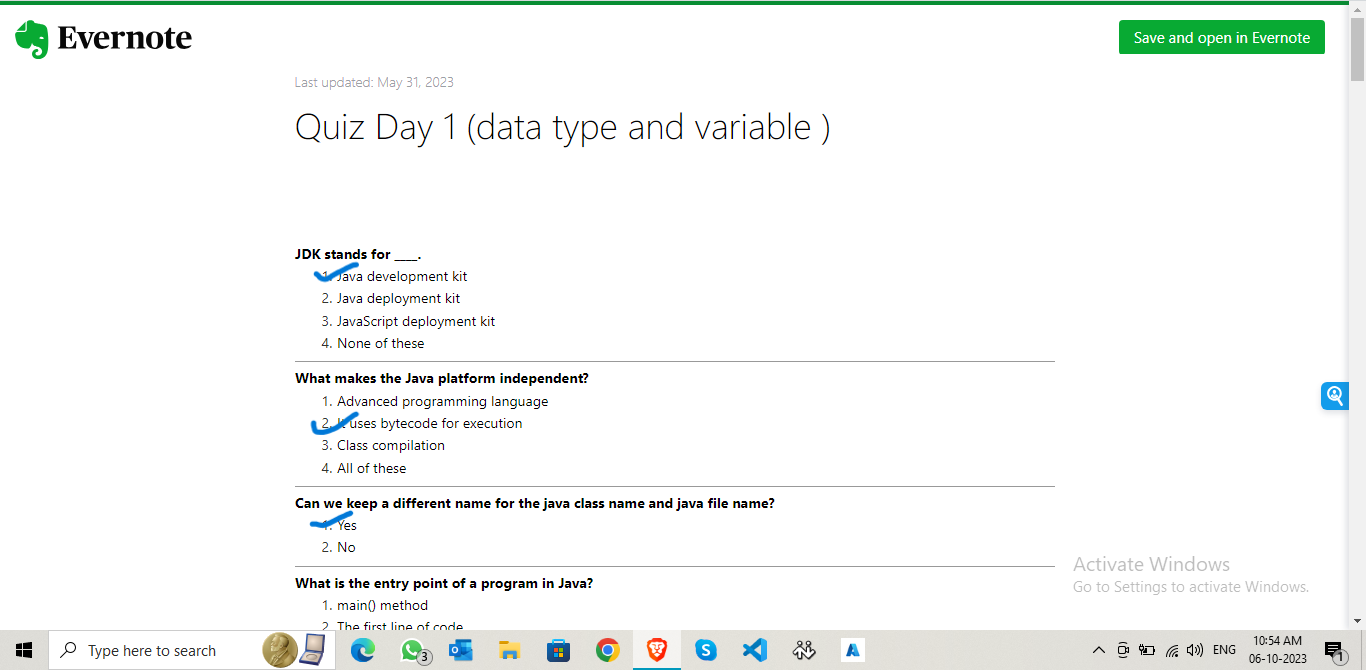 Evernote
Save and open in Evernote
Last updated: May 31, 2023
Quiz Day 1 (data type and variable )
JDK stands for ____.
1. Java development kit
2. Java deployment kit
3. JavaScript deployment kit
4. None of these
What makes the Java platform independent?
1. Advanced programming language
2. It uses bytecode for execution
3. Class compilation
4. All of these
Can we keep a different name for the java class name and java file name?
1. Yes
2. No
What is the entry point of a program in Java?
1. main() method
2. The first line of code
Activate Windows
Go to Settings to activate Windows.
Type here to search
3
ENG
10:54 AM
06-10-2023
1